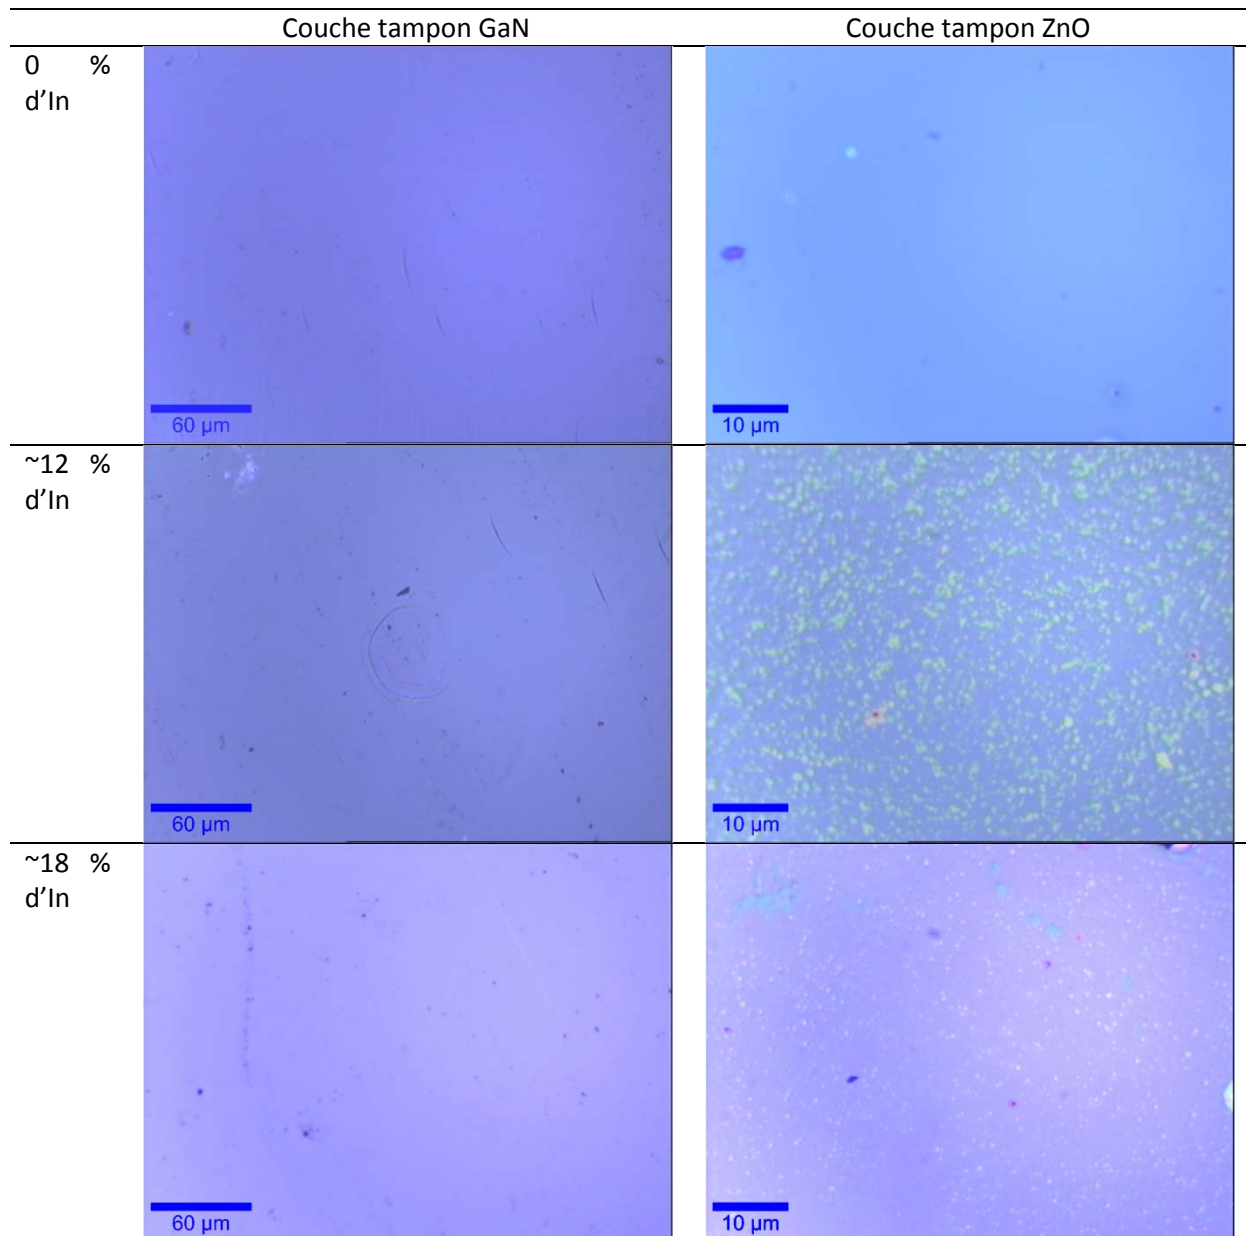 Couche tampon GaN Couche tampon ZnO
0 %
d’In
60 µm 10 µm
~12 %
d’In
60 µm 10 µm
~18 %
d’In
60 µm 10 µm